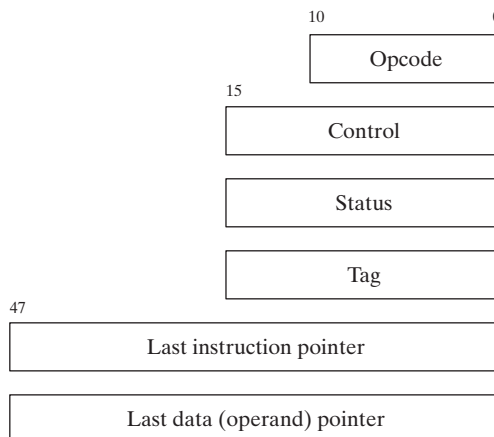 10
Opcode
15
Control
Status
Tag
47
Last instruction pointer
Last data (operand) pointer